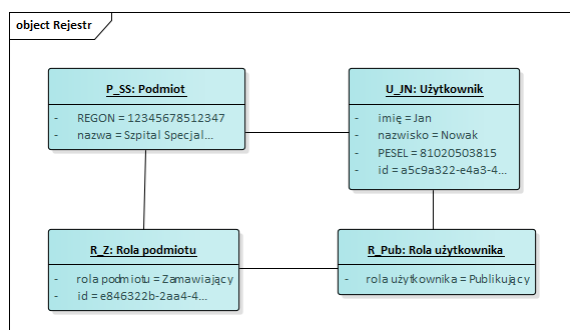 object Rejestr
P_SS: Podmiot
- REGON = 12345678512347
- nazwa = Szpital Specjal...
U_JN: Użytkownik
- imię = Jan
- nazwisko = Nowak
- PESEL = 81020503815
- id = a5c9a322-e4a3-4...
R_Z: Rola podmiotu
- rola podmiotu = Zamawiający
- id = e846322b-2aa4-4...
R_Pub: Rola użytkownika
- rola użytkownika = Publikujący